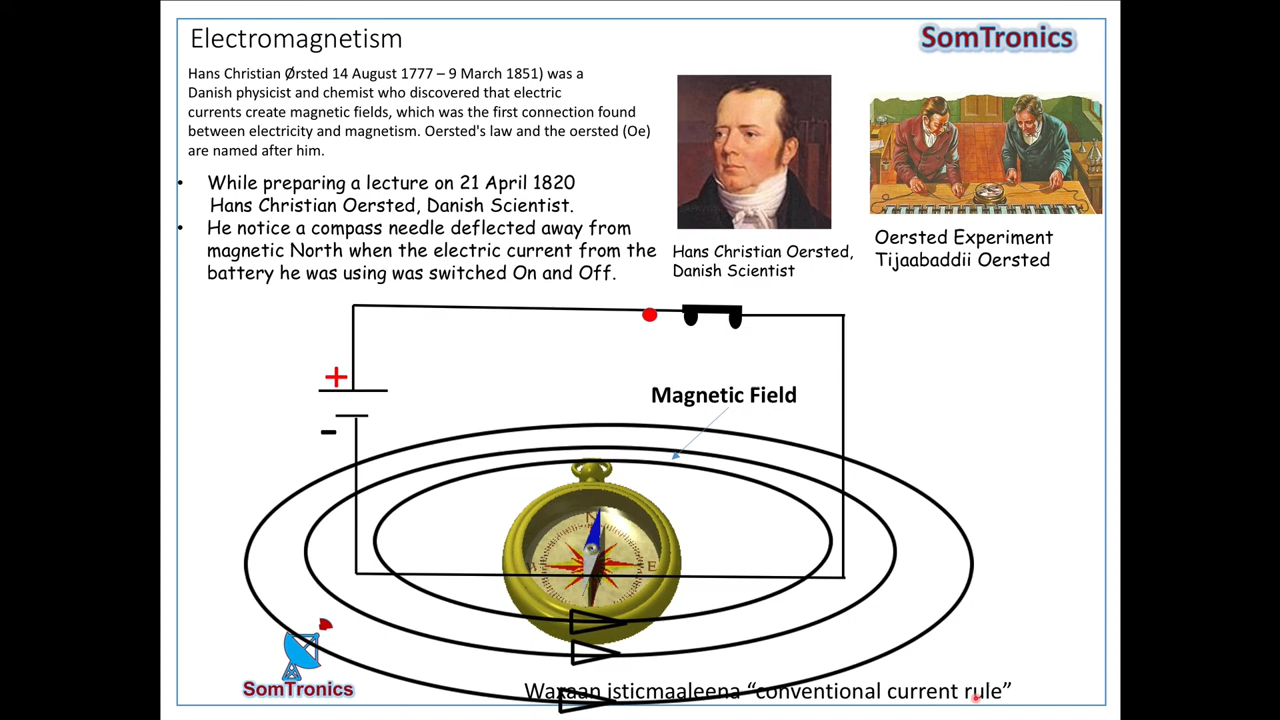 Electromagnetism
SomTronics
Hans Christian Ørsted 14 August 1777 – 9 March 1851) was a
Danish physicist and chemist who discovered that electric
currents create magnetic fields, which was the first connection found
between electricity and magnetism. Oersted's law and the oersted (Oe)
are named after him.
• While preparing a lecture on 21 April 1820
Hans Christian Oersted, Danish Scientist.
• He notice a compass needle deflected away from
magnetic North when the electric current from the
battery he was using was switched On and Off.
Hans Christian Oersted,
Danish Scientist
Oersted Experiment
Tijaabaddii Oersted
+
-
Magnetic Field
N
E
SomTronics
Waxaan isticmaaleena “conventional current rule”